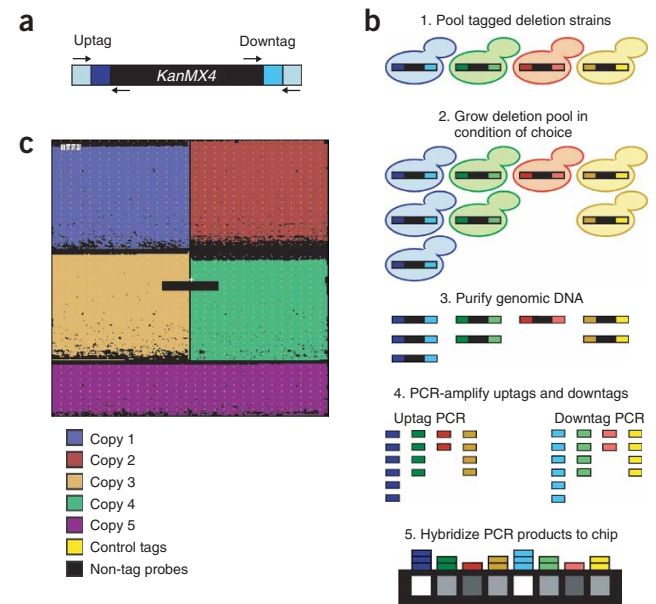 a
Uptag
Downtag
KanMX4
b
1. Pool tagged deletion strains
2. Grow deletion pool in
condition of choice
3. Purify genomic DNA
4. PCR-amplify uptags and downtags
Uptag PCR
Downtag PCR
5. Hybridize PCR products to chip
c
Copy 1
Copy 2
Copy 3
Copy 4
Copy 5
Control tags
Non-tag probes